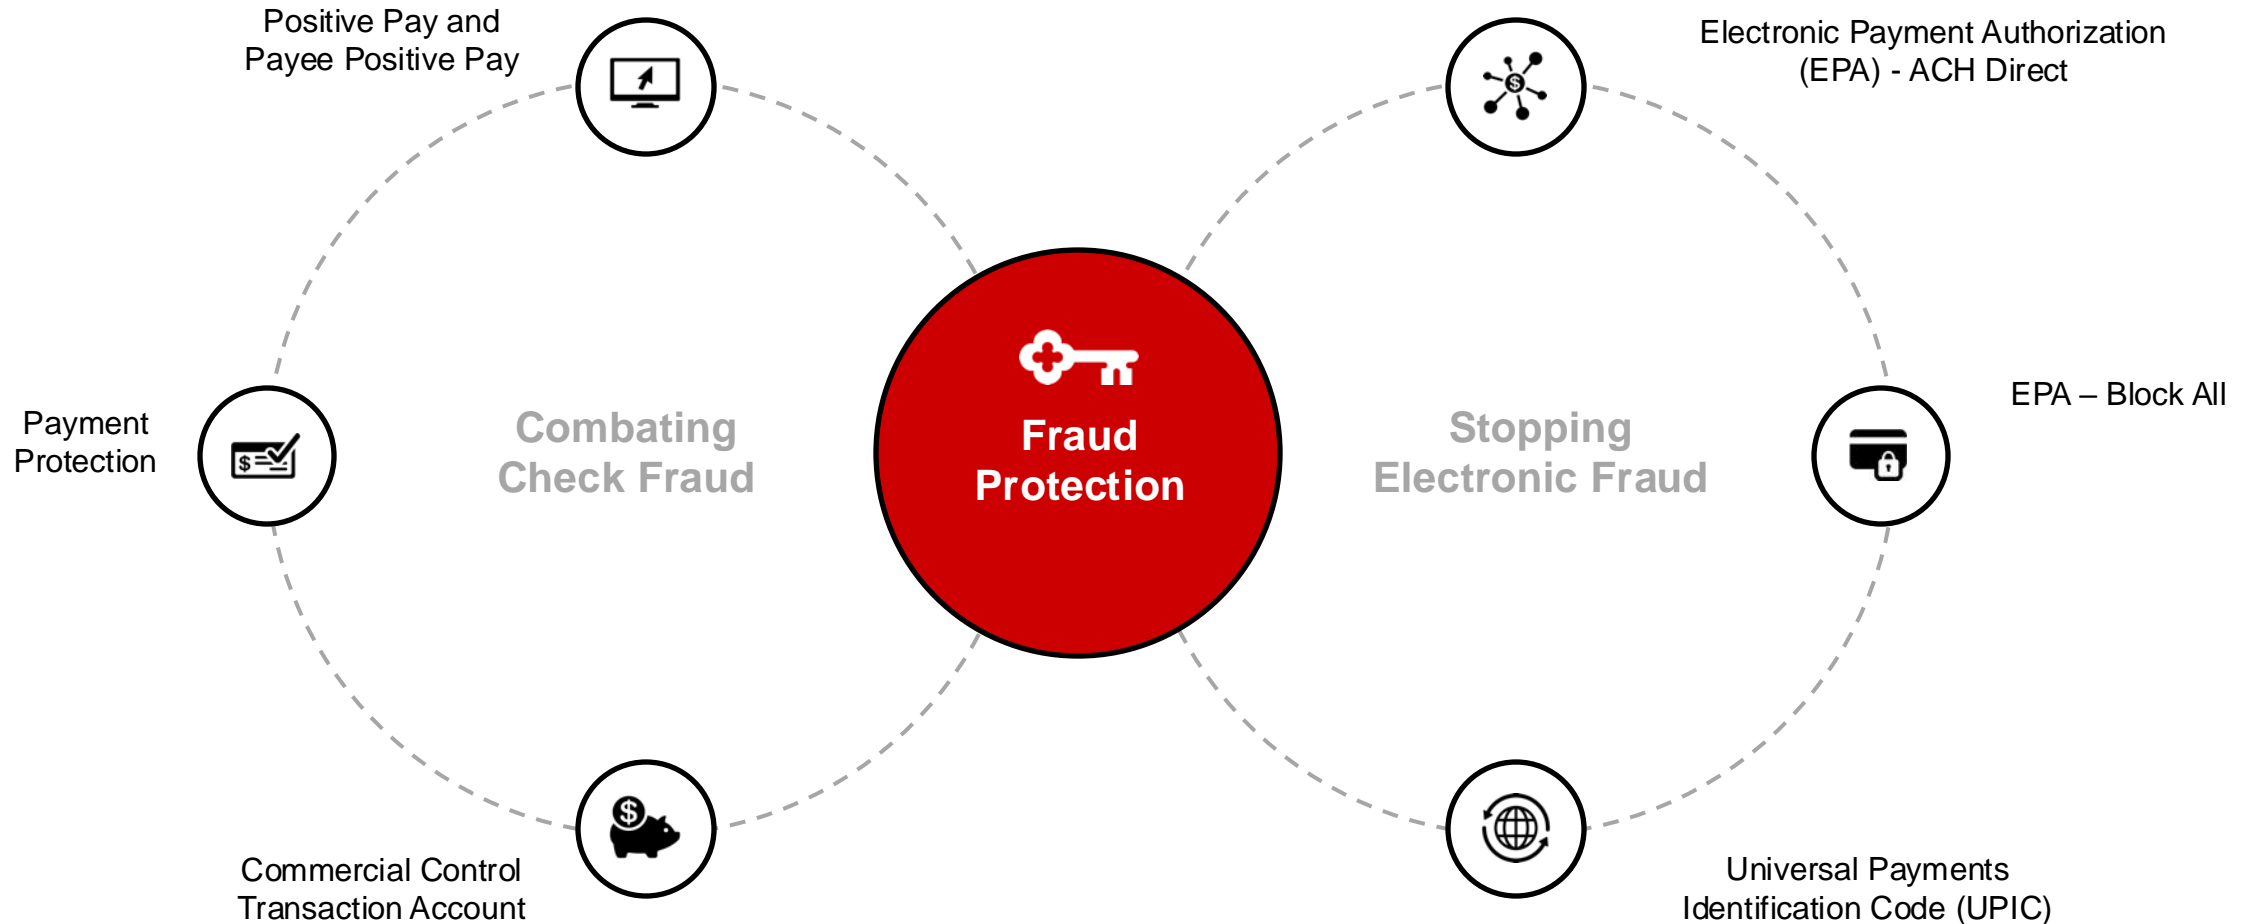 Positive Pay and
Payee Positive Pay
Electronic Payment Authorization
(EPA) - ACH Direct
Payment
Protection
Combating
Check Fraud
Fraud
Protection
Stopping
Electronic Fraud
EPA – Block All
Commercial Control
Transaction Account
Universal Payments
Identification Code (UPIC)
$
$
$